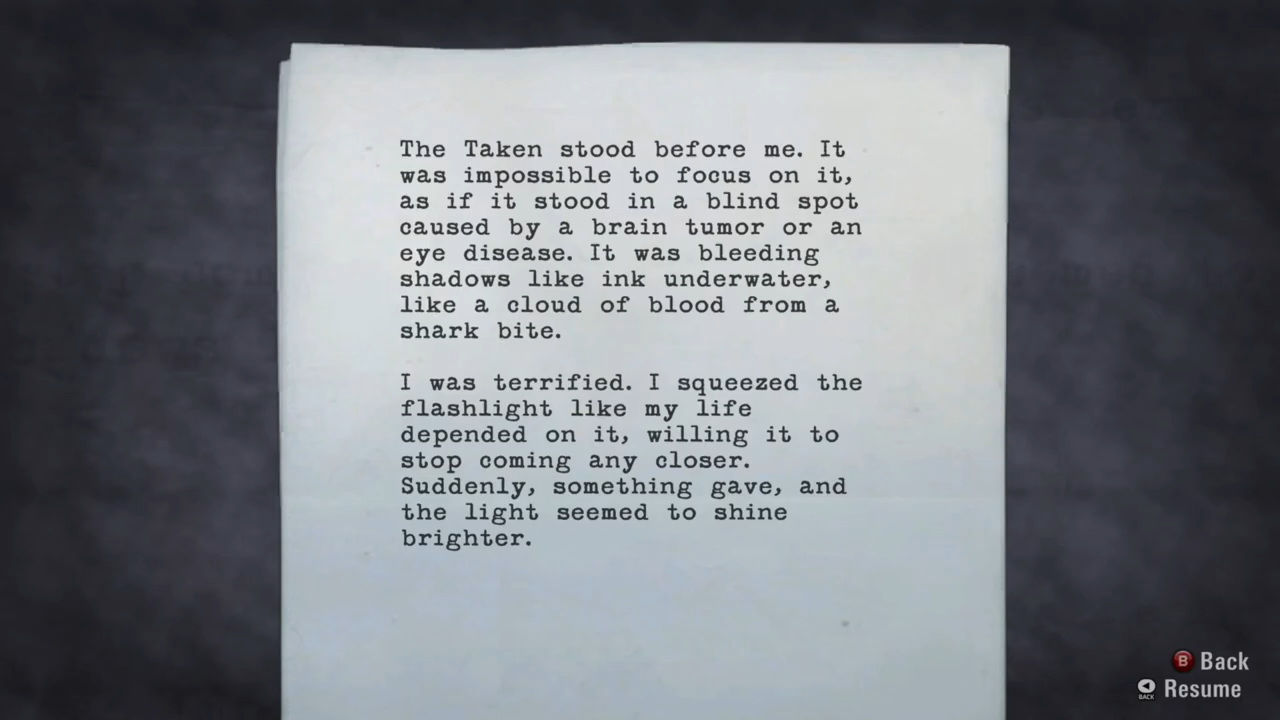 The Taken stood before me. It
was impossible to focus on it,
as if it stood in a blind spot
caused by a brain tumor or an
eye disease. It was bleeding
shadows like ink underwater,
like a cloud of blood from a
shark bite.
I was terrified. I squeezed the
flashlight like my life
depended on it, willing it to
stop coming any closer.
Suddenly, something gave, and
the light seemed to shine
brighter.
B Back
BACK Resume